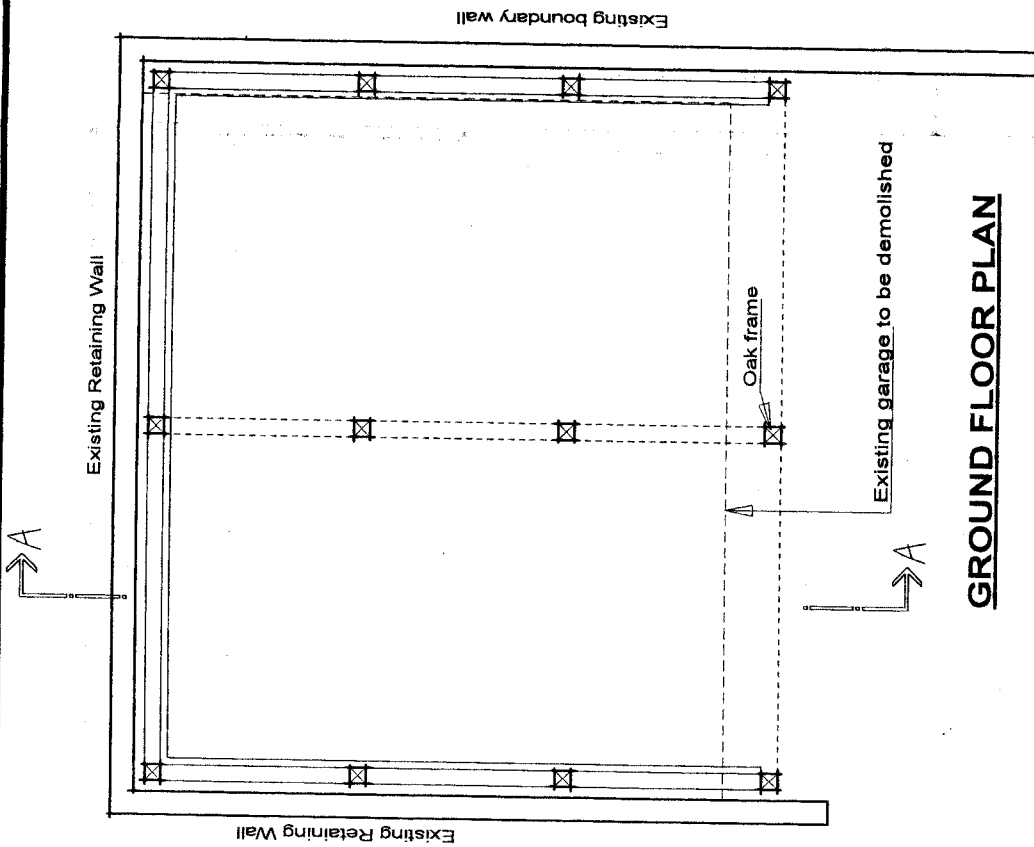 Existing boundary wall
Existing Retaining Wall
Existing Retaining Wall
A
A
Oak frame
Existing garage to be demolished
GROUND FLOOR PLAN